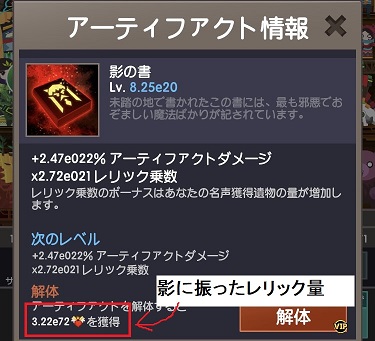 アーティファクト情報
影の書
Lv. 8.25e20
未踏の地で書かれたこの書には、最も邪悪でお
ぞましい魔法ばかりが記されています。
+2.47e022% アーティファクトダメージ
x2.72e021 レリック乗数
レリック乗数のボーナスはあなたの名声獲得遺物の量が増加し
ます。
次のレベル
+2.47e022% アーティファクトダメージ
x2.72e021 レリック乗数
解体
アーティファクトを解体すると
3.22e72 を獲得
影に振ったレリック量
解体
VIP